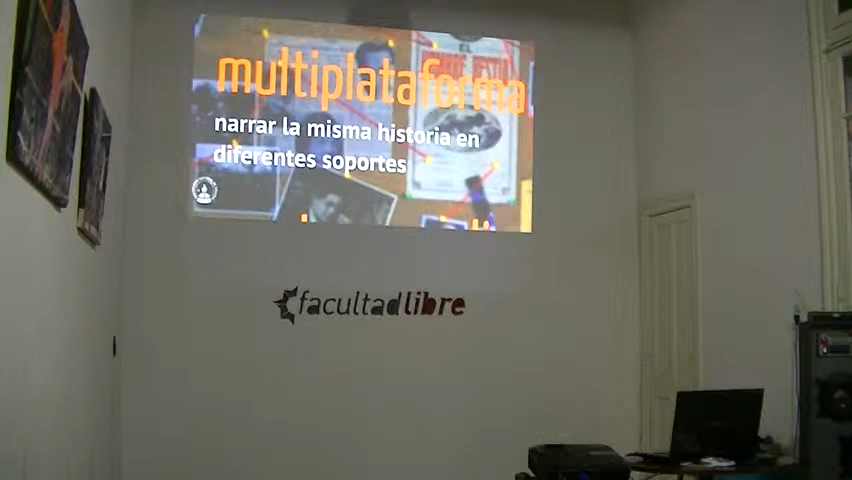 multiplataforma
narrar la misma historia en
diferentes soportes
facultadlibre